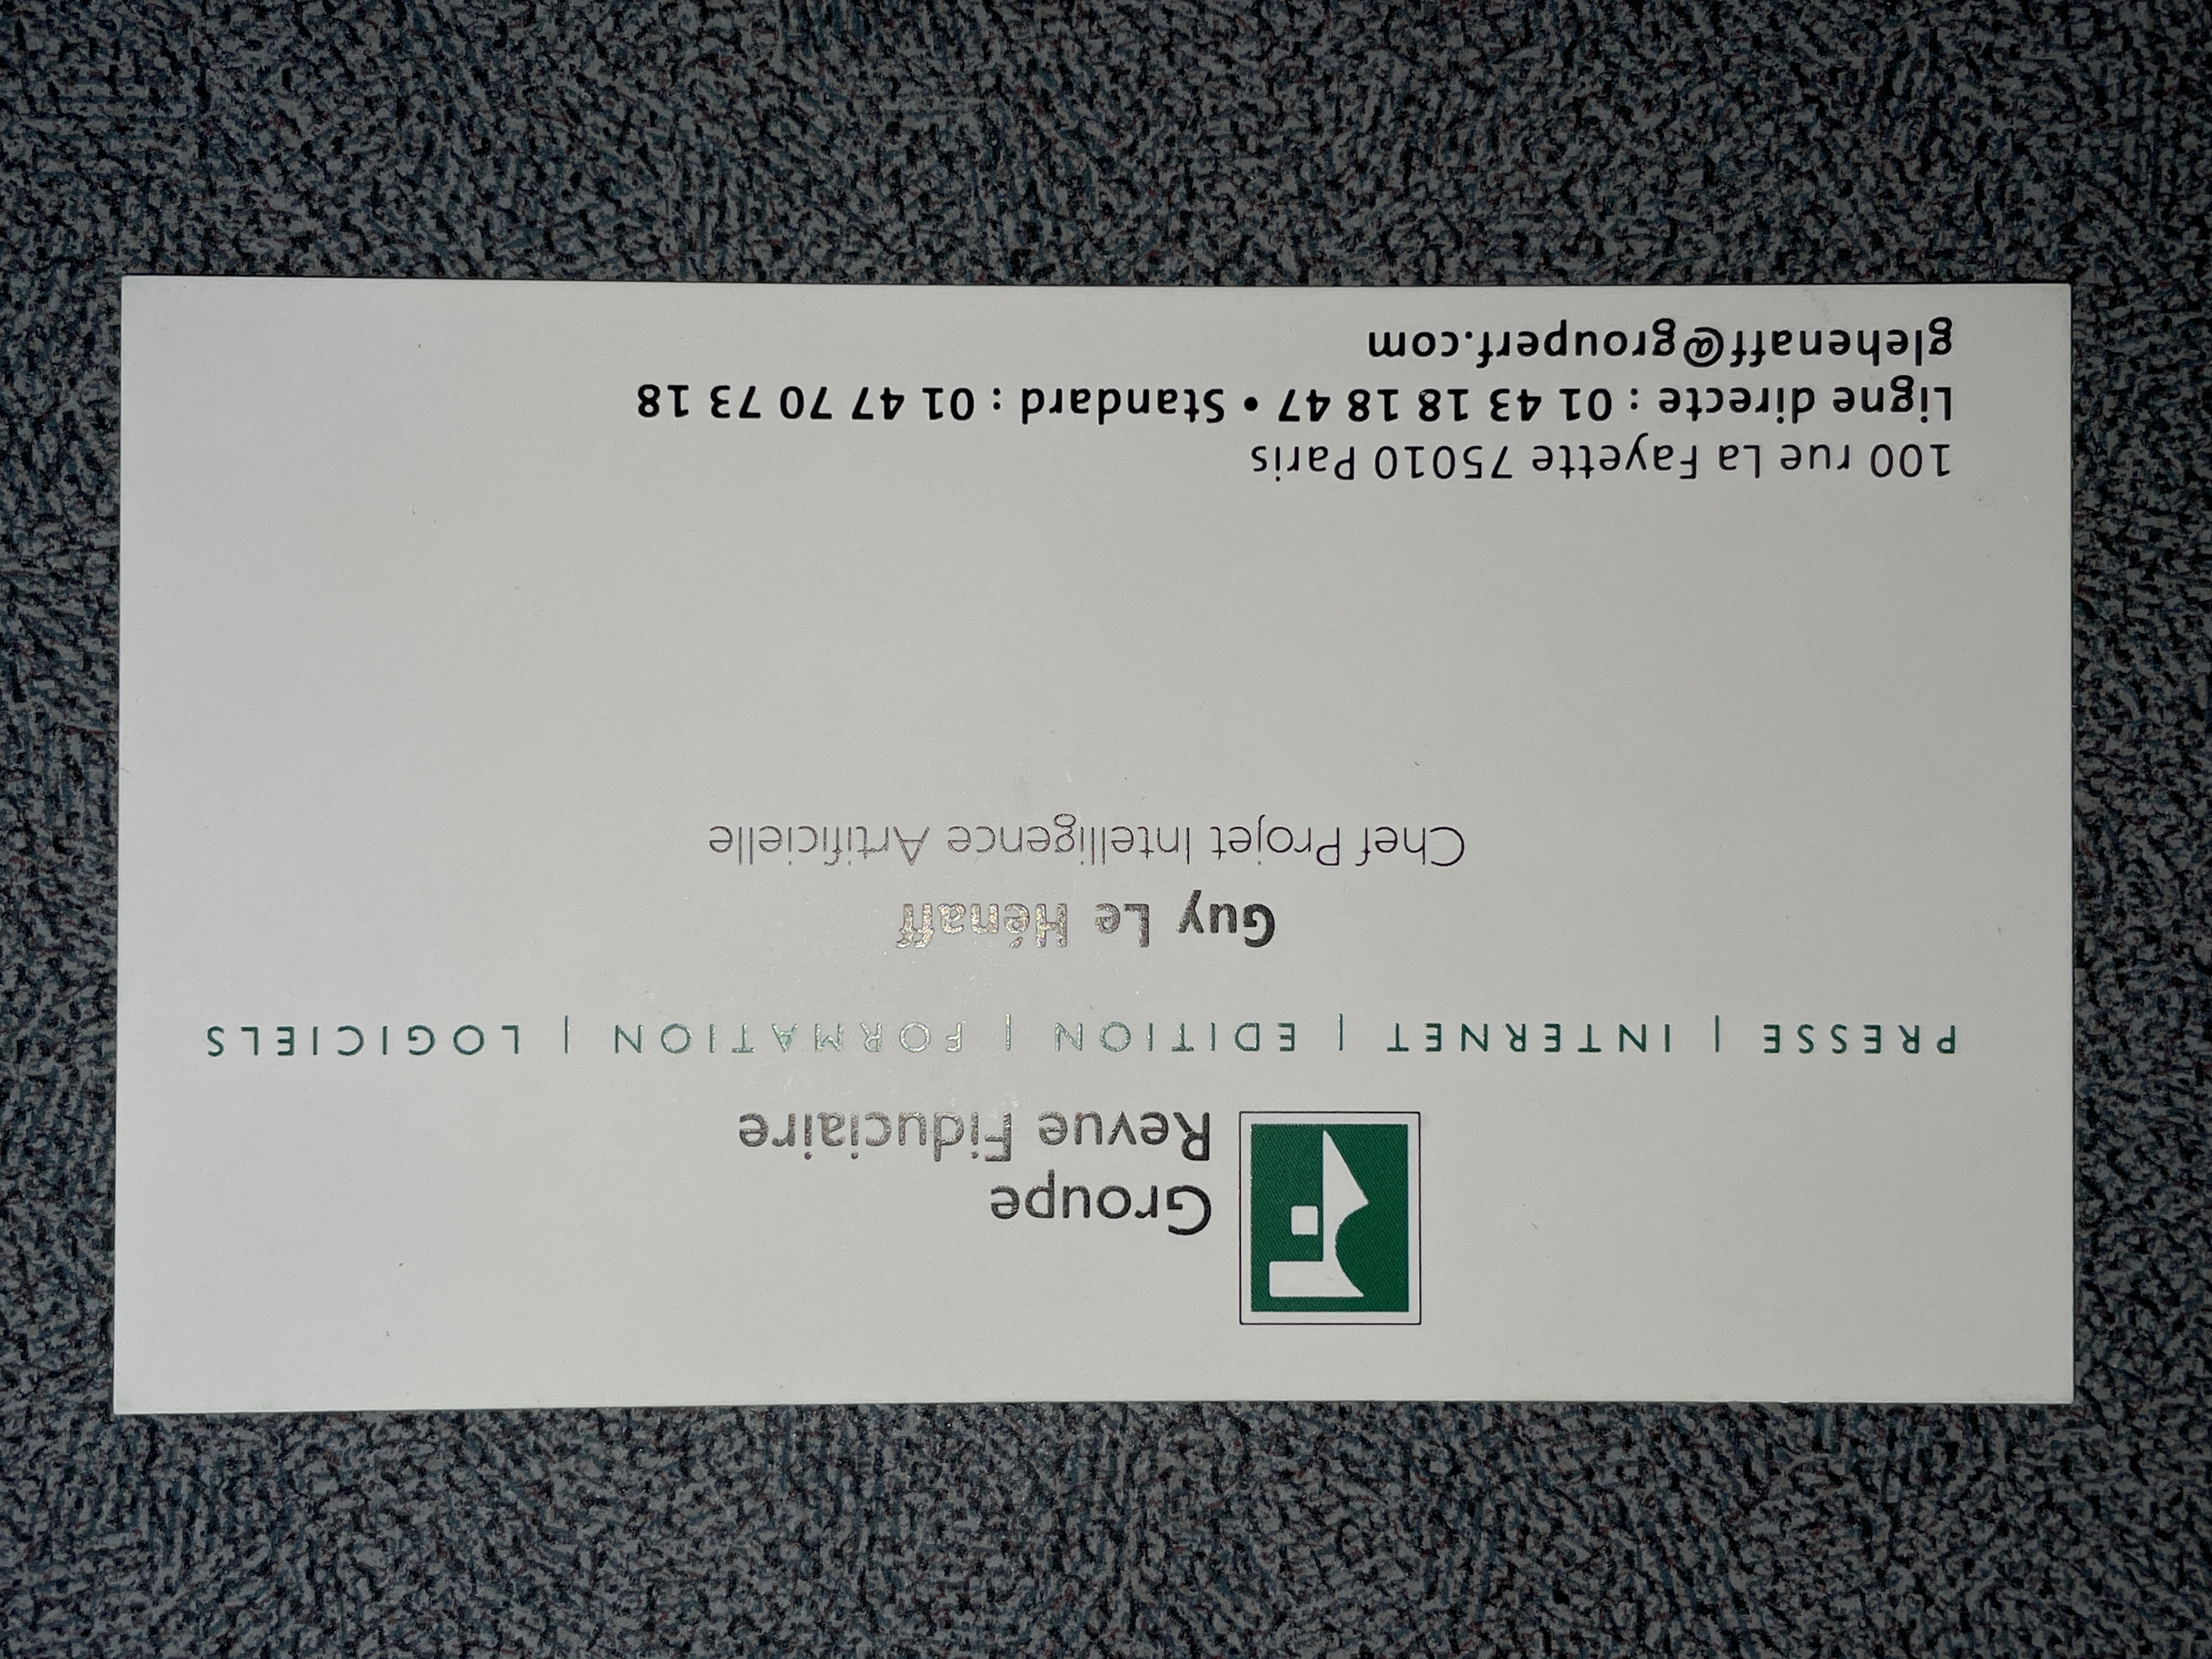 Groupe
Revue Fiduciaire
PRESSE | INTERNET | EDITION | FORMATION | LOGICIELS
Guy Le Hénaff
Chef Projet Intelligence Artificielle
100 rue La Fayette 75010 Paris
Ligne directe : 01 43 18 18 47 • Standard : 01 47 70 73 18
glehenaff@grouperf.com